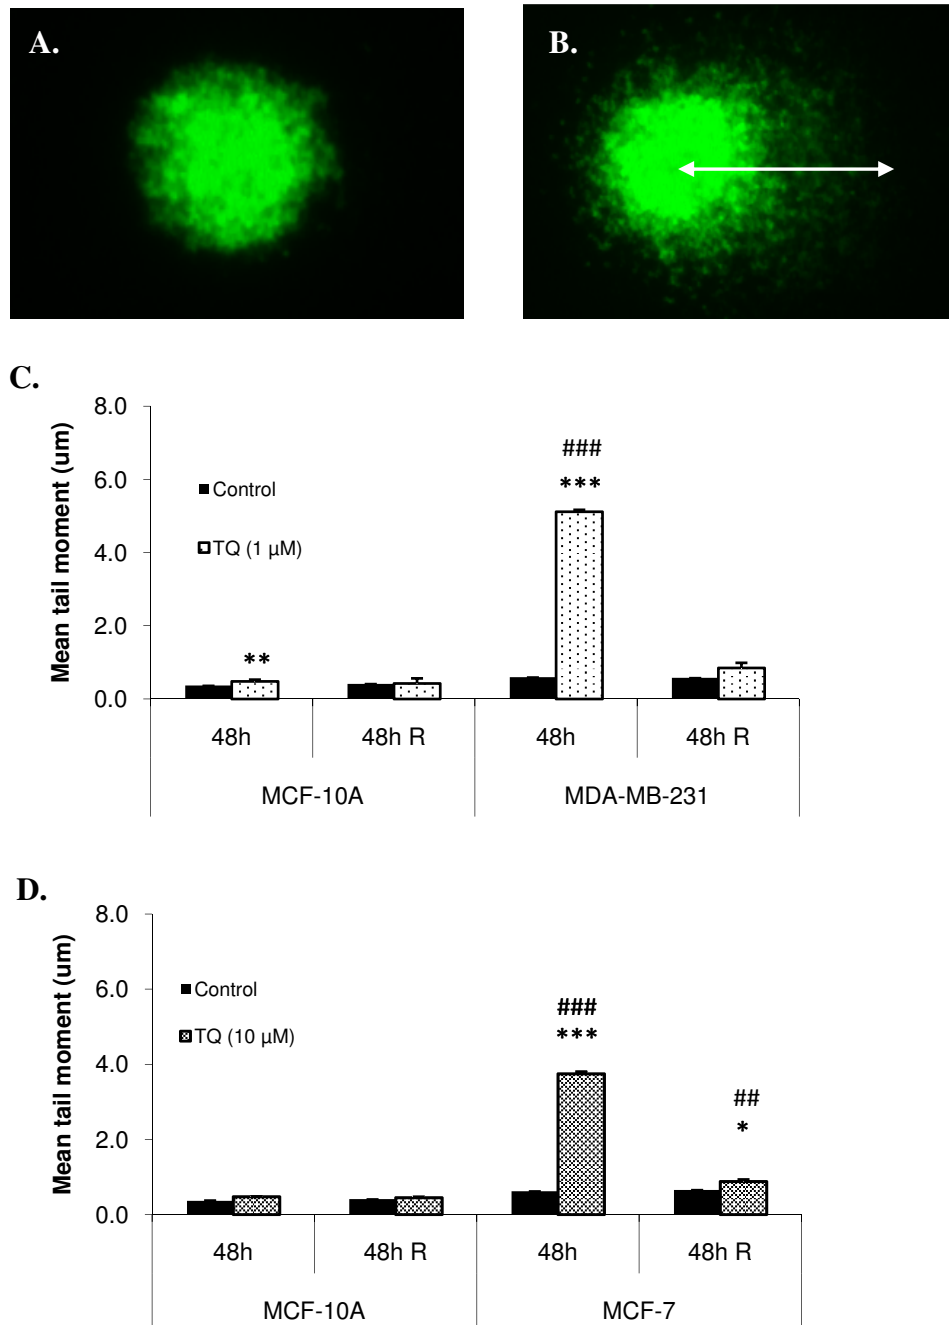 A.
B.
C.
Mean tail moment (um)
8.0
6.0
4.0
2.0
0.0
Control
TQ (1 µM)
**
###
***
48h
48h R
48h
48h R
MCF-10A
MDA-MB-231
D.
Mean tail moment (um)
8.0
6.0
4.0
2.0
0.0
Control
TQ (10 µM)
###
***
##
*
48h
48h R
48h
48h R
MCF-10A
MCF-7